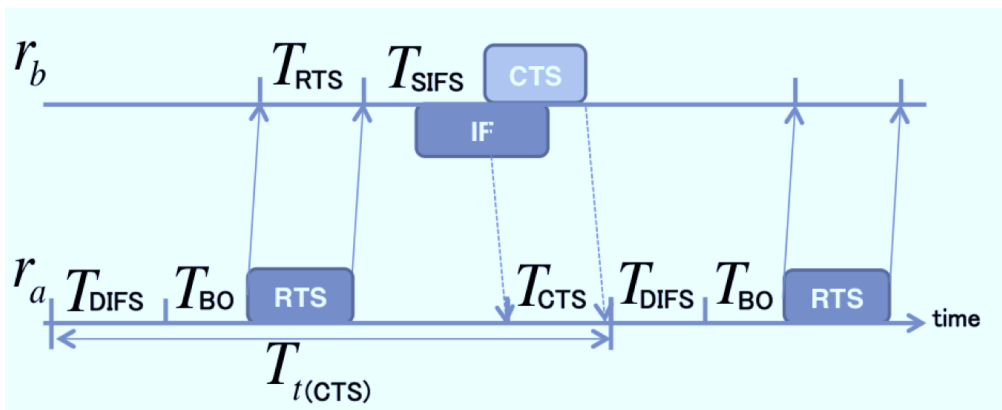 r_b T_RTS T_SIFS CTS
IF
r_a T_DIFS T_BO RTS T_CTS T_DIFS T_BO RTS time
T_t(CTS)